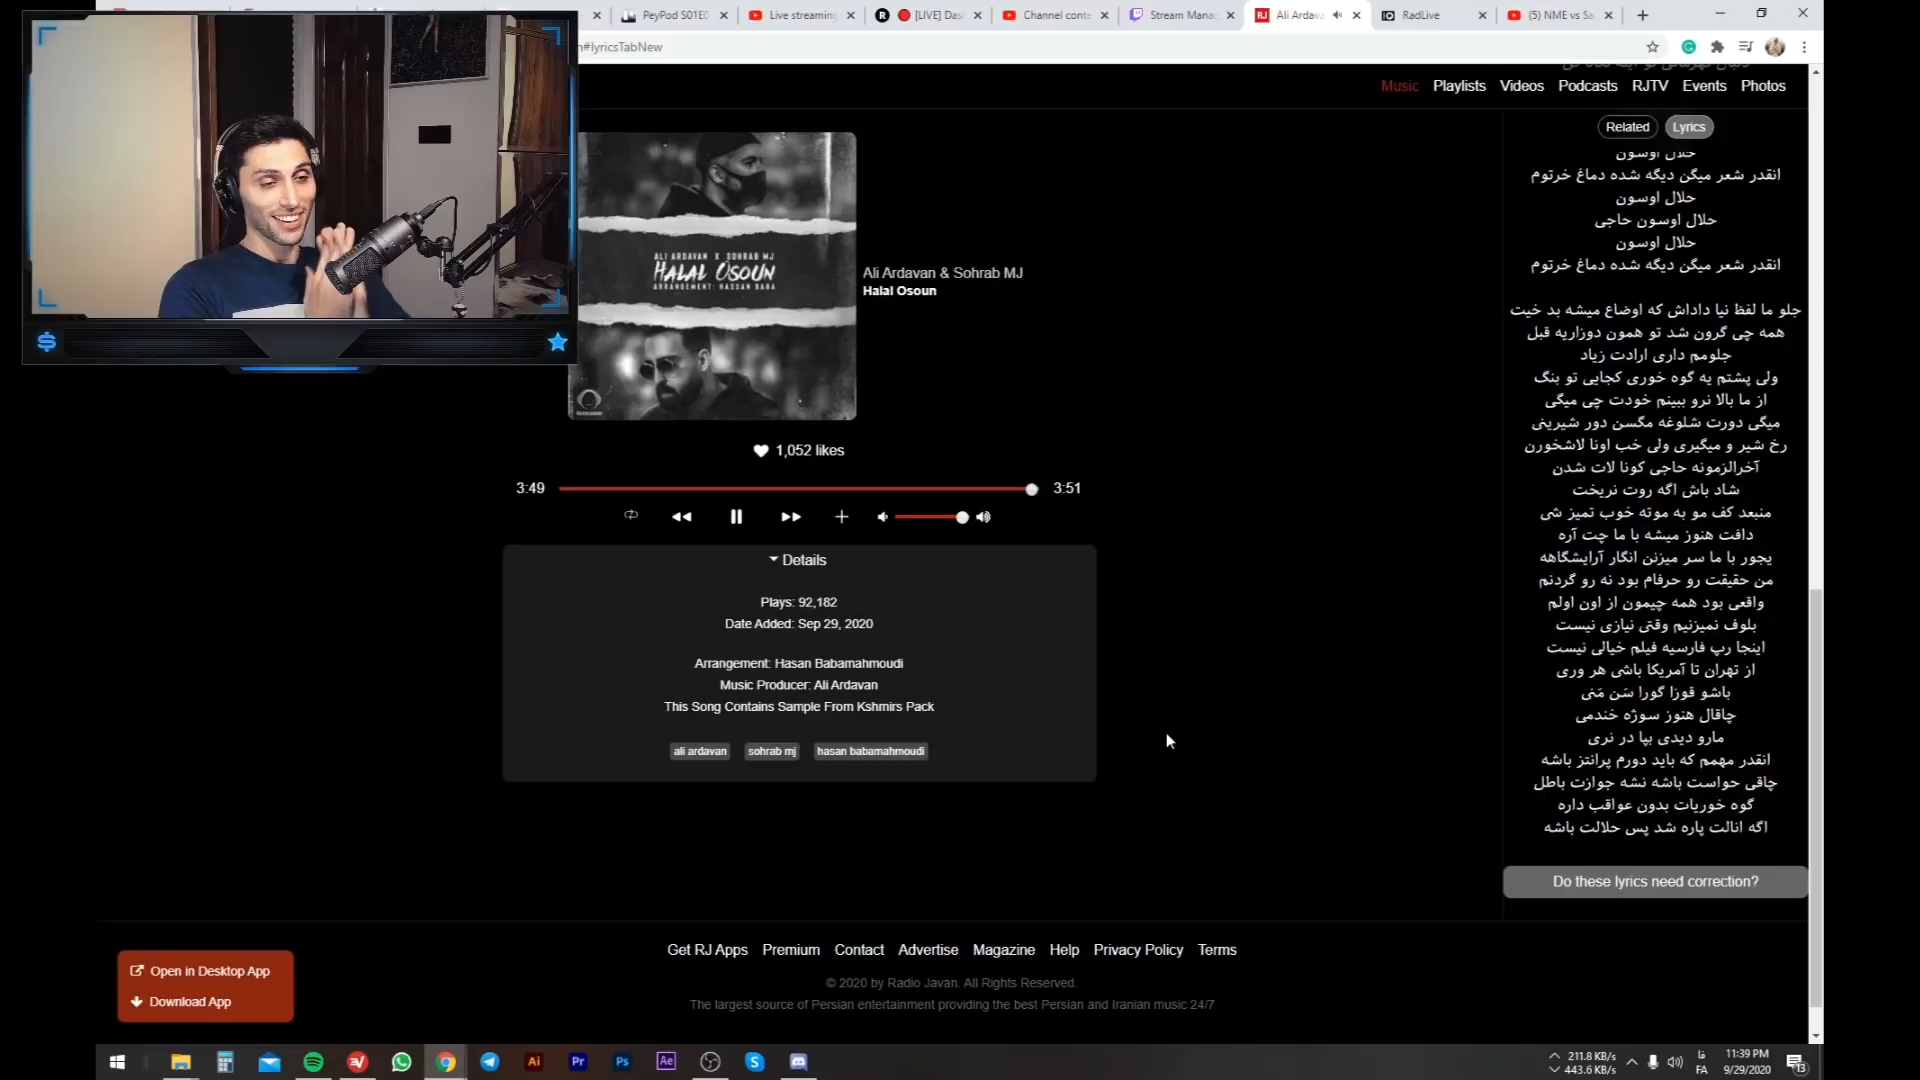 PeyPod S01E0
Live streaming
[LIVE] Das
Channel conte
Stream Manag
Ali Ardava
RadLive
(5) NME vs Sa
#lyricsTabNew
Music
Playlists
Videos
Podcasts
RJTV
Events
Photos
Related
Lyrics
ALI ARDAVAN X SOHRAB MJ
HALAL OSOUN
ARRANGEMENT: HASSAN BABA
Ali Ardavan & Sohrab MJ
Halal Osoun
1,052 likes
3:49
3:51
Details
Plays: 92,182
Date Added: Sep 29, 2020
Arrangement: Hasan Babamahmoudi
Music Producer: Ali Ardavan
This Song Contains Sample From Kshmirs Pack
ali ardavan
sohrab mj
hasan babamahmoudi
حلال اوسون
انقدر شعر میگن دیگه شده دماغ خرتوم
حلال اوسون
حلال اوسون حاجی
حلال اوسون
انقدر شعر میگن دیگه شده دماغ خرتوم
جلو ما لفظ نیا داداش که اوضاع میشه بد خیت
همه چی گرون شد تو همون دوزاریه قبل
جلومم داری ارادت زیاد
ولی پشتم یه گوه خوری کجایی تو بنگ
از ما بالا نرو ببینم خودت چی میگی
میگی دورت شلوغه مگسن دور شیرینی
رخ شیر و میگیری ولی خب اونا لاشخورن
آخرالزمونه حاجی کونا لات شدن
شاد باش اگه روت نریخت
منبعد کف مو به موته خوب تمیز شی
دافت هنوز میشه با ما چت آره
یجور با ما سر میزنن انگار آرایشگاهه
من حقیقت رو حرفام بود نه رو گردنم
واقعی بود همه چیمون از اون اولم
بلوف نمیزنیم وقتی نیازی نیست
اینجا رپ فارسیه فیلم خیالی نیست
از تهران تا آمریکا باشی هر وری
باشو قوزا گورا سَن مَنی
چاقال هنوز سوژه خندمی
مارو دیدی بپا در نری
انقدر مهمم که باید دورم پرانتز باشه
چاقی حواست باشه نشه جوازت باطل
گوه خوریات بدون عواقب داره
اگه انالت پاره شد پس حلالت باشه
Do these lyrics need correction?
Open in Desktop App
Download App
Get RJ Apps
Premium
Contact
Advertise
Magazine
Help
Privacy Policy
Terms
© 2020 by Radio Javan. All Rights Reserved.
The largest source of Persian entertainment providing the best Persian and Iranian music 24/7
211.8 KB/s
443.6 KB/s
فا
FA
11:39 PM
9/29/2020
13